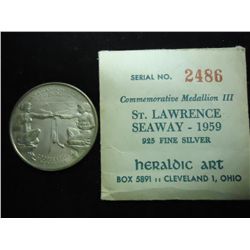 SERIAL NO. 2486
Commemorative Medallion III
ST. LAWRENCE
SEAWAY - 1959
925 FINE SILVER
heraldic art
BOX 5891 :: CLEVELAND 1, OHIO